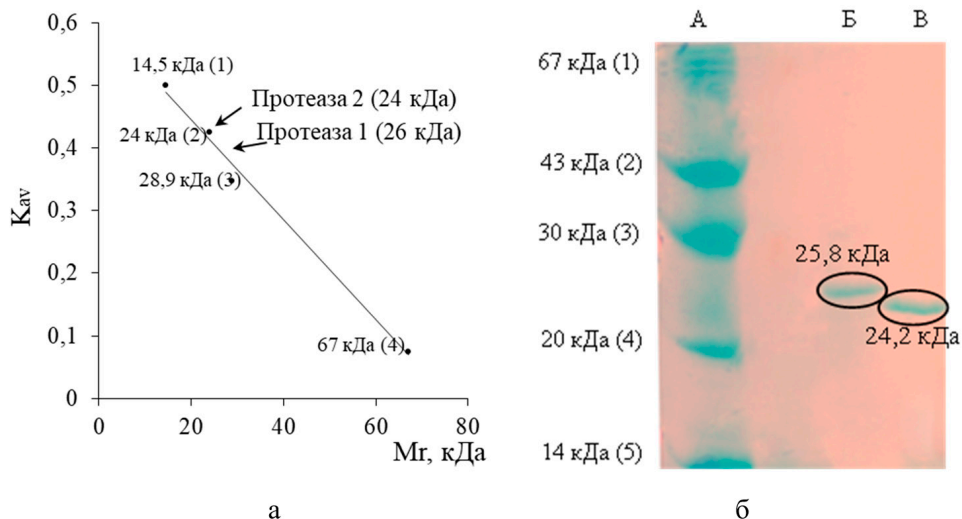 0,6
0,5
0,4
0,3
0,2
0,1
0
Kav
14,5 кДа (1)
Протеаза 2 (24 кДа)
24 кДа (2)
Протеаза 1 (26 кДа)
28,9 кДа (3)
67 кДа (4)
0 20 40 60 80
Mr, кДа
а
А Б В
67 кДа (1)
43 кДа (2)
30 кДа (3)
25,8 кДа
24,2 кДа
20 кДа (4)
14 кДа (5)
б